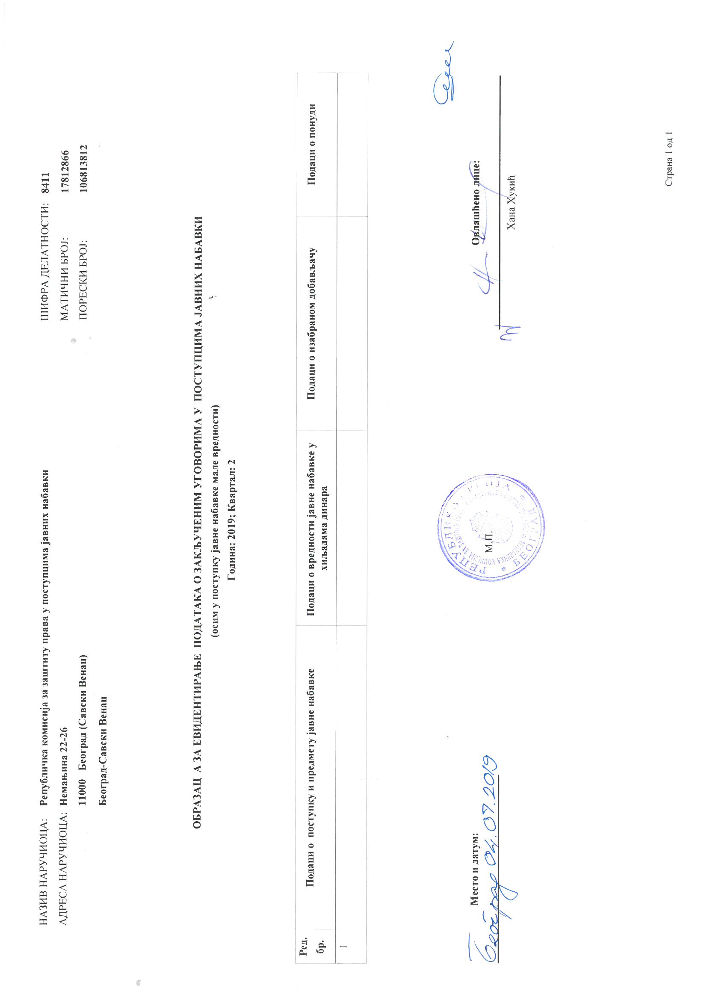 НАЗИВ НАРУЧИОЦА: Републичка комисија за заштиту права у поступцима јавних набавки
АДРЕСА НАРУЧИОЦА: Немањина 22-26
11000 Београд (Савски Венац)
Београд-Савски Венац
ШИФРА ДЕЛАТНОСТИ: 8411
МАТИЧНИ БРОЈ: 17812866
ПОРЕСКИ БРОЈ: 106813812
ОБРАЗАЦ А ЗА ЕВИДЕНТИРАЊЕ ПОДАТАКА О ЗАКЉУЧЕНИМ УГОВОРИМА У ПОСТУПЦИМА ЈАВНИХ НАБАВКИ
(осим у поступку јавне набавке мале вредности)
Година: 2019; Квартал: 2
Ред.
бр.
Подаци о поступку и предмету јавне набавке
Подаци о вредности јавне набавке у
хиљадама динара
Подаци о изабраном добављачу
Подаци о понуди
1
Место и датум:
Београд 04.07.2019
М.П.
РЕПУБЛИКА СРБИЈА
РЕПУБЛИЧКА КОМИСИЈА ЗА ЗАШТИТУ
* БЕОГРАД *
Овлашћено лице:
Хана Хукић
Страна 1 од 1